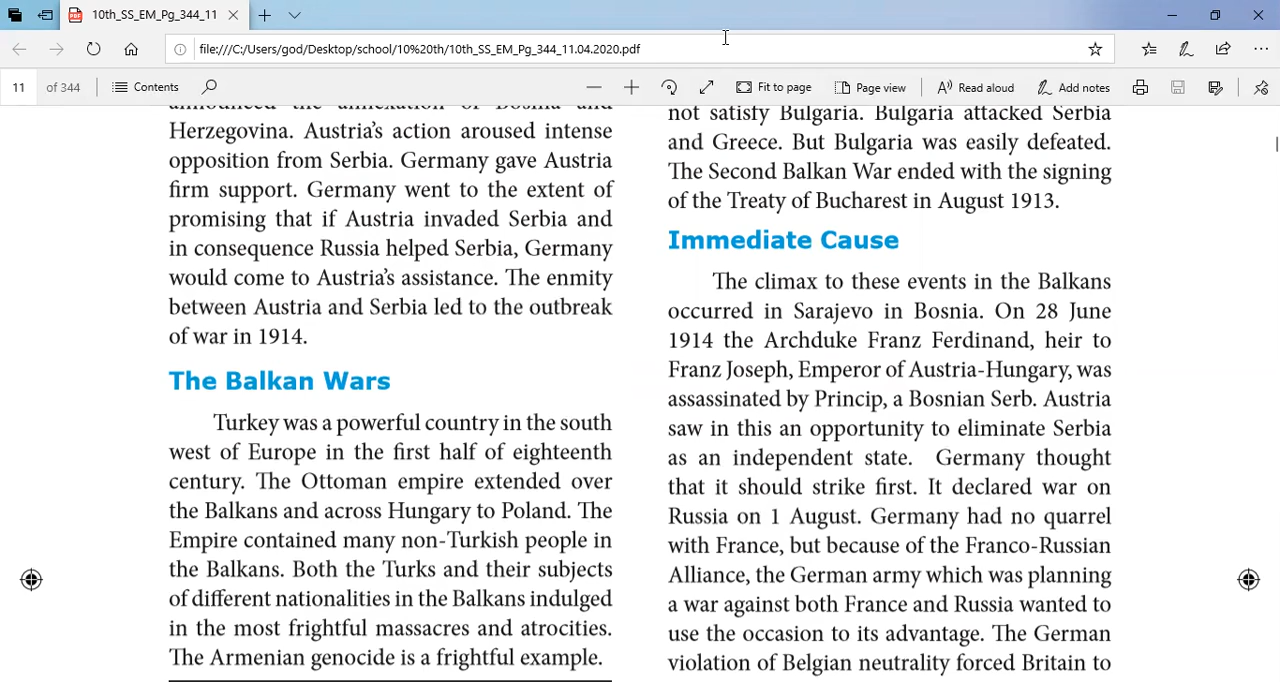 10th_SS_EM_Pg_344_11
file:///C:/Users/god/Desktop/school/10%20th/10th_SS_EM_Pg_344_11.04.2020.pdf
11 of 344 Contents Fit to page Page view Read aloud Add notes
announced the annexation of Bosnia and
Herzegovina. Austria's action aroused intense
opposition from Serbia. Germany gave Austria
firm support. Germany went to the extent of
promising that if Austria invaded Serbia and
in consequence Russia helped Serbia, Germany
would come to Austria's assistance. The enmity
between Austria and Serbia led to the outbreak
of war in 1914.
The Balkan Wars
Turkey was a powerful country in the south
west of Europe in the first half of eighteenth
century. The Ottoman empire extended over
the Balkans and across Hungary to Poland. The
Empire contained many non-Turkish people in
the Balkans. Both the Turks and their subjects
of different nationalities in the Balkans indulged
in the most frightful massacres and atrocities.
The Armenian genocide is a frightful example.
not satisfy Bulgaria. Bulgaria attacked Serbia
and Greece. But Bulgaria was easily defeated.
The Second Balkan War ended with the signing
of the Treaty of Bucharest in August 1913.
Immediate Cause
The climax to these events in the Balkans
occurred in Sarajevo in Bosnia. On 28 June
1914 the Archduke Franz Ferdinand, heir to
Franz Joseph, Emperor of Austria-Hungary, was
assassinated by Princip, a Bosnian Serb. Austria
saw in this an opportunity to eliminate Serbia
as an independent state. Germany thought
that it should strike first. It declared war on
Russia on 1 August. Germany had no quarrel
with France, but because of the Franco-Russian
Alliance, the German army which was planning
a war against both France and Russia wanted to
use the occasion to its advantage. The German
violation of Belgian neutrality forced Britain to